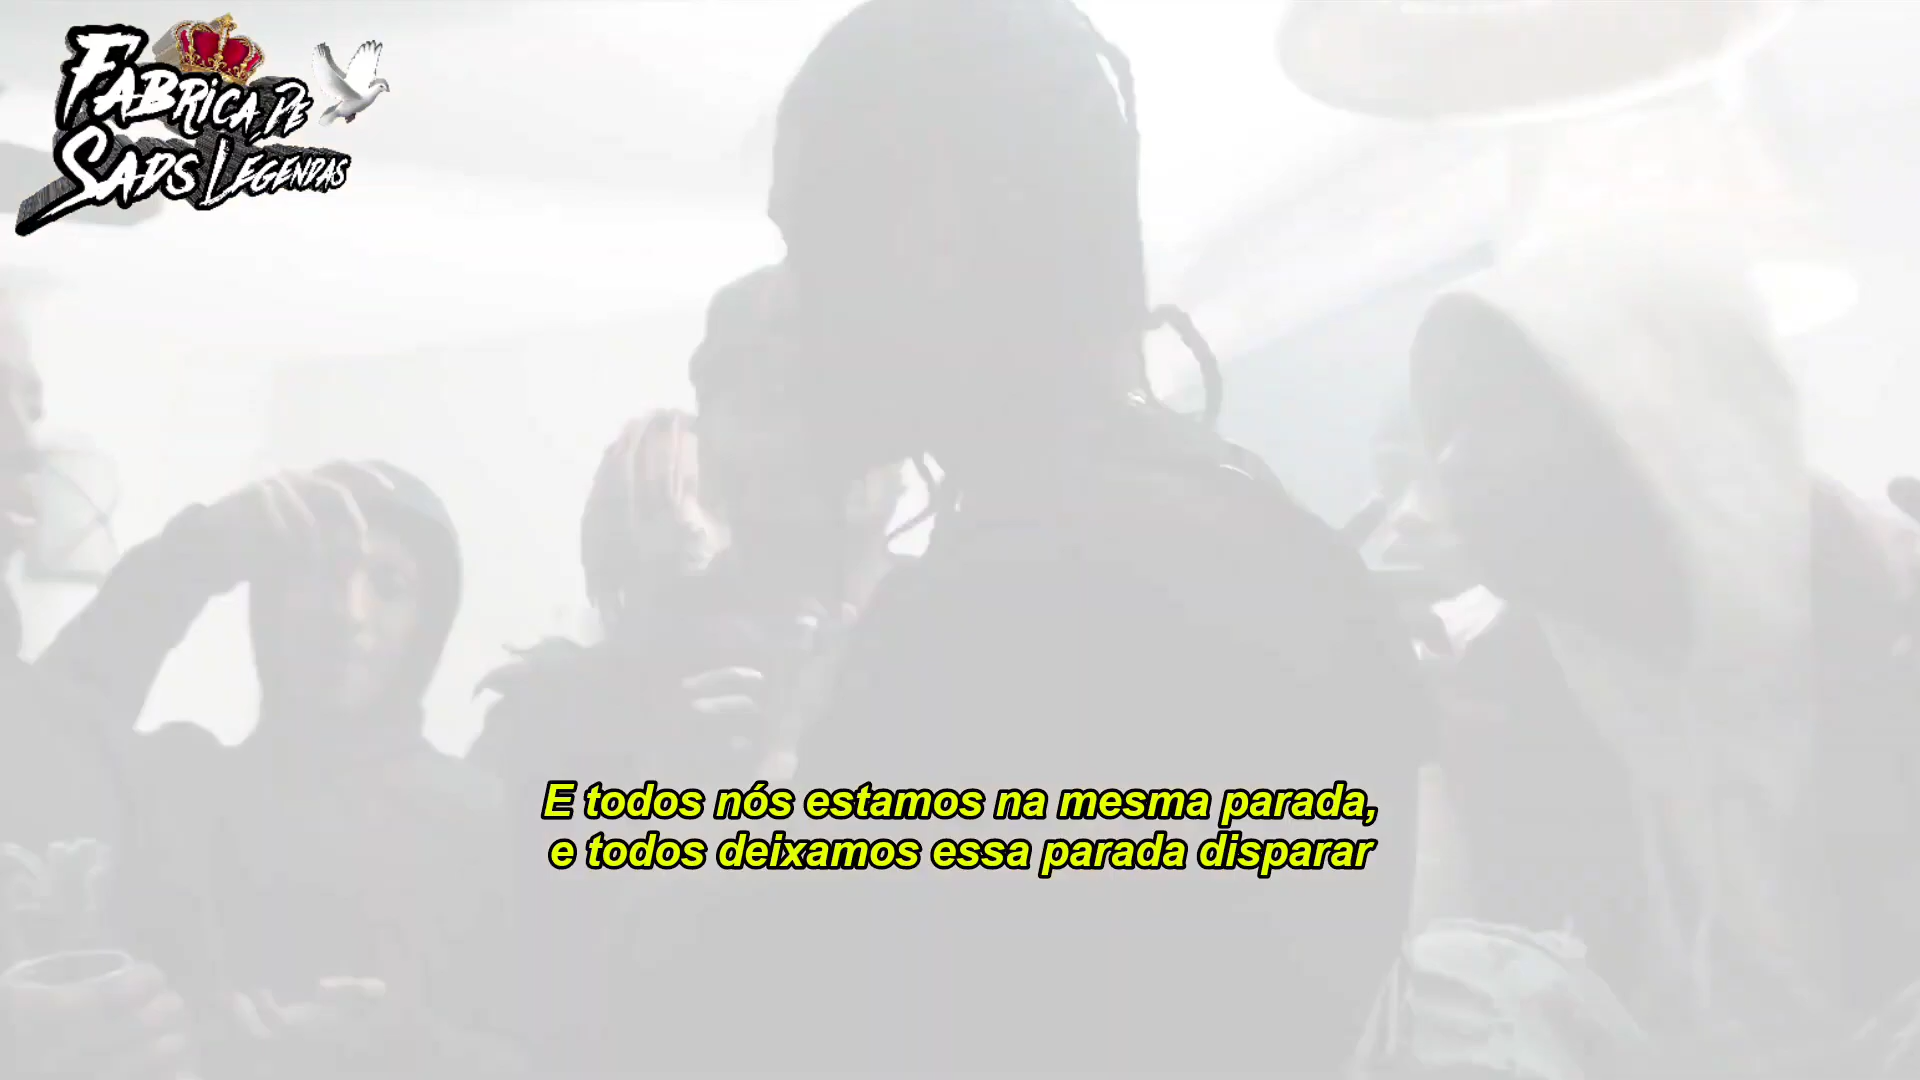 Fabrica de
Sads Legendas
E todos nós estamos na mesma parada,
e todos deixamos essa parada disparar